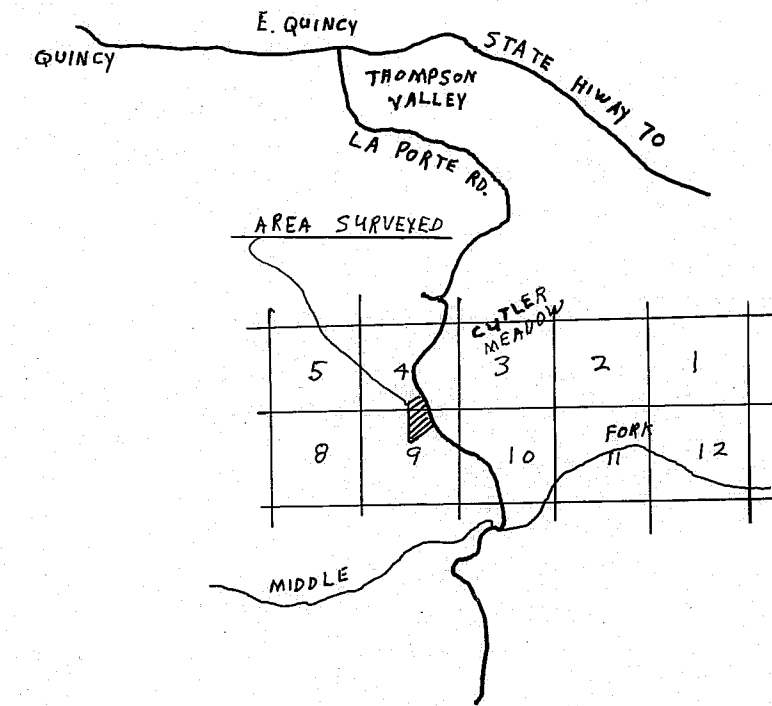 E. QUINCY
QUINCY
STATE HIWAY 70
THOMPSON
VALLEY
LA PORTE RD.
AREA SURVEYED
CUTLER
MEADOW
5 4 3 2 1
8 9 10 11 12
FORK
MIDDLE